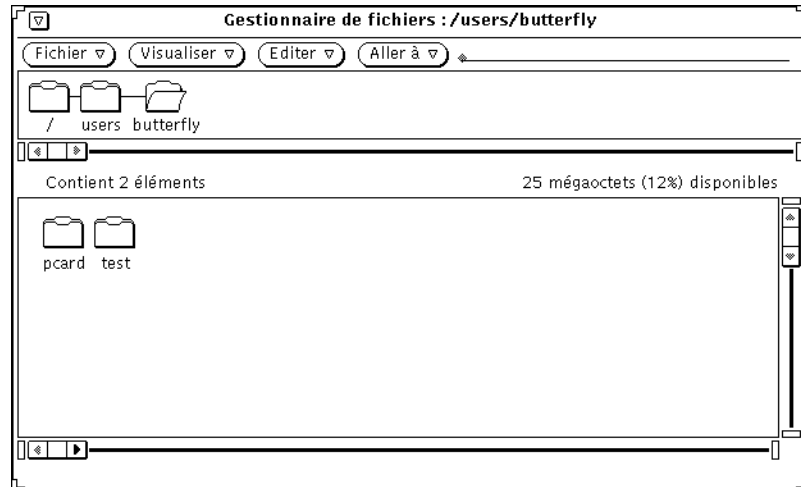 Gestionnaire de fichiers : /users/butterfly
Fichier Visualiser Editer Aller à
/ users butterfly
Contient 2 éléments 25 mégaoctets (12%) disponibles
pcard test